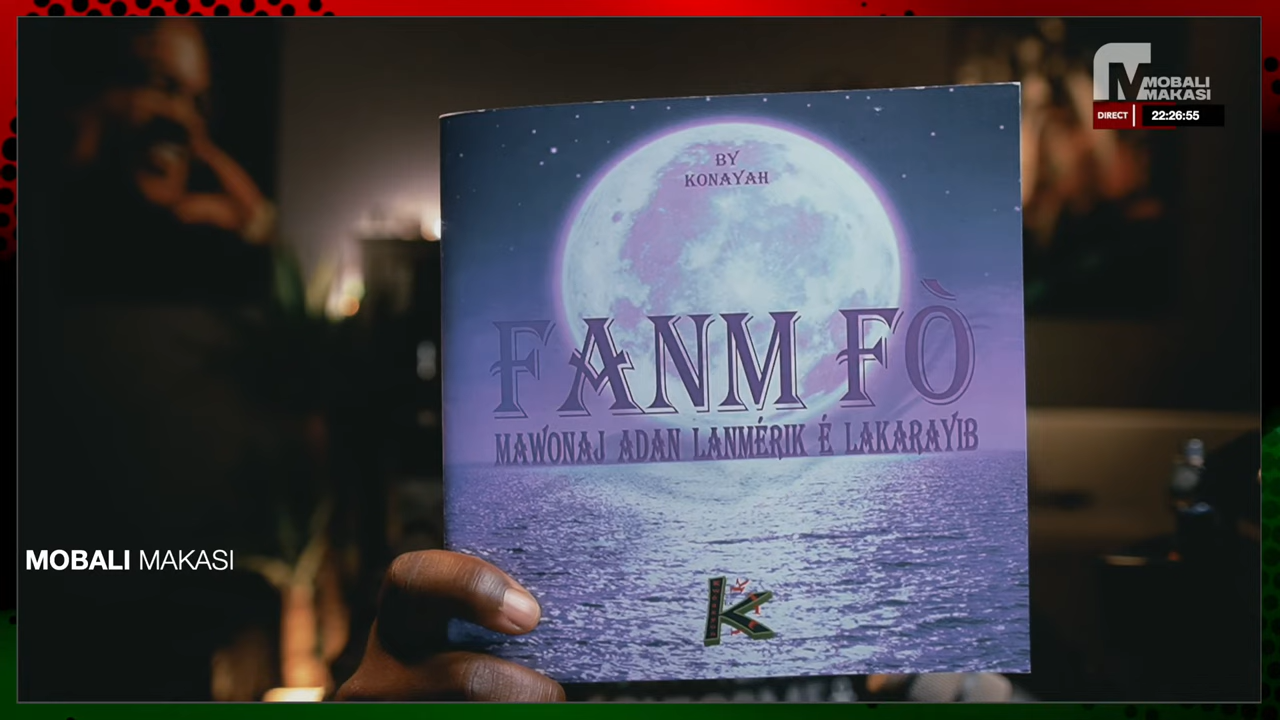 MOBALI
MAKASI
DIRECT 22:26:55
BY
KONAYAH
FANM FÒ
MAWONAJ ADAN LANMÉRIK É LAKARAYIB
K
MOBALI MAKASI